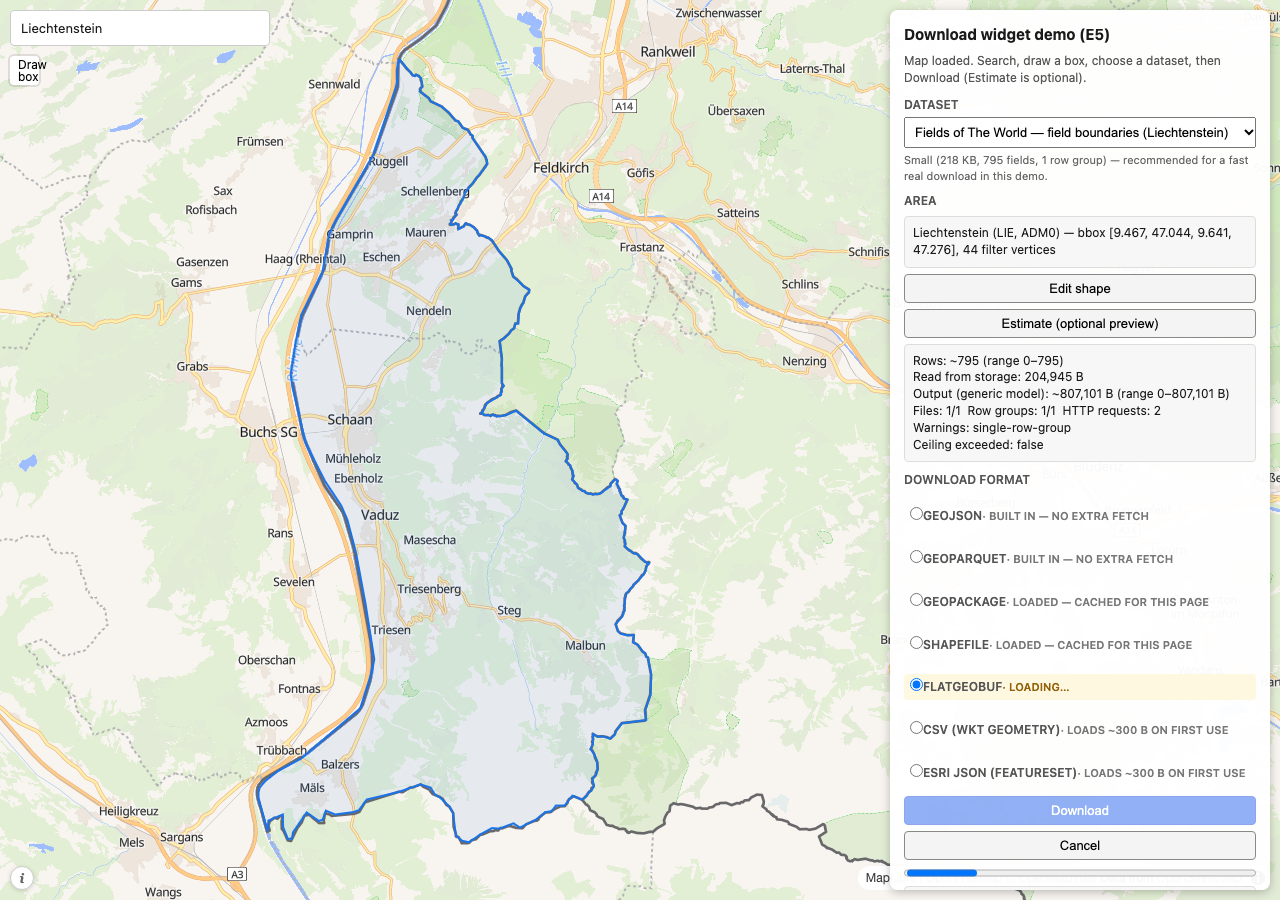 Liechtenstein
Draw
box
Zwischenwasser
Rankweil
Laterns-Thal
Sennwald
A14
Übersaxen
Frümsen
Ruggell
Feldkirch
Göfis
Sax
Schellenberg
A14
Rofisbach
Satteins
Gamprin
Mauren
Frastanz
Schnifis
Haag (Rheintal)
Eschen
Gasenzen
Gams
Schlins
Nendeln
Nenzing
Grabs
Schaan
Buchs SG
Mühleholz
Ebenholz
Vaduz
Rans
Masescha
Sevelen
Triesenberg
Steg
Triesen
Malbun
Oberschan
Fontnas
Azmoos
Trübbach
Balzers
Mäls
Heiligkreuz
Sargans
Mels
A3
Wangs
i
Map
Download widget demo (E5)
Map loaded. Search, draw a box, choose a dataset, then
Download (Estimate is optional).
DATASET
Fields of The World — field boundaries (Liechtenstein)
Small (218 KB, 795 fields, 1 row group) — recommended for a fast
real download in this demo.
AREA
Liechtenstein (LIE, ADM0) — bbox [9.467, 47.044, 9.641,
47.276], 44 filter vertices
Edit shape
Estimate (optional preview)
Rows: ~795 (range 0–795)
Read from storage: 204,945 B
Output (generic model): ~807,101 B (range 0–807,101 B)
Files: 1/1 Row groups: 1/1 HTTP requests: 2
Warnings: single-row-group
Ceiling exceeded: false
DOWNLOAD FORMAT
GEOJSON · BUILT IN — NO EXTRA FETCH
GEOPARQUET · BUILT IN — NO EXTRA FETCH
GEOPACKAGE · LOADED — CACHED FOR THIS PAGE
SHAPEFILE · LOADED — CACHED FOR THIS PAGE
FLATGEOBUF · LOADING…
CSV (WKT GEOMETRY) · LOADS ~300 B ON FIRST USE
ESRI JSON (FEATURESET) · LOADS ~300 B ON FIRST USE
Download
Cancel